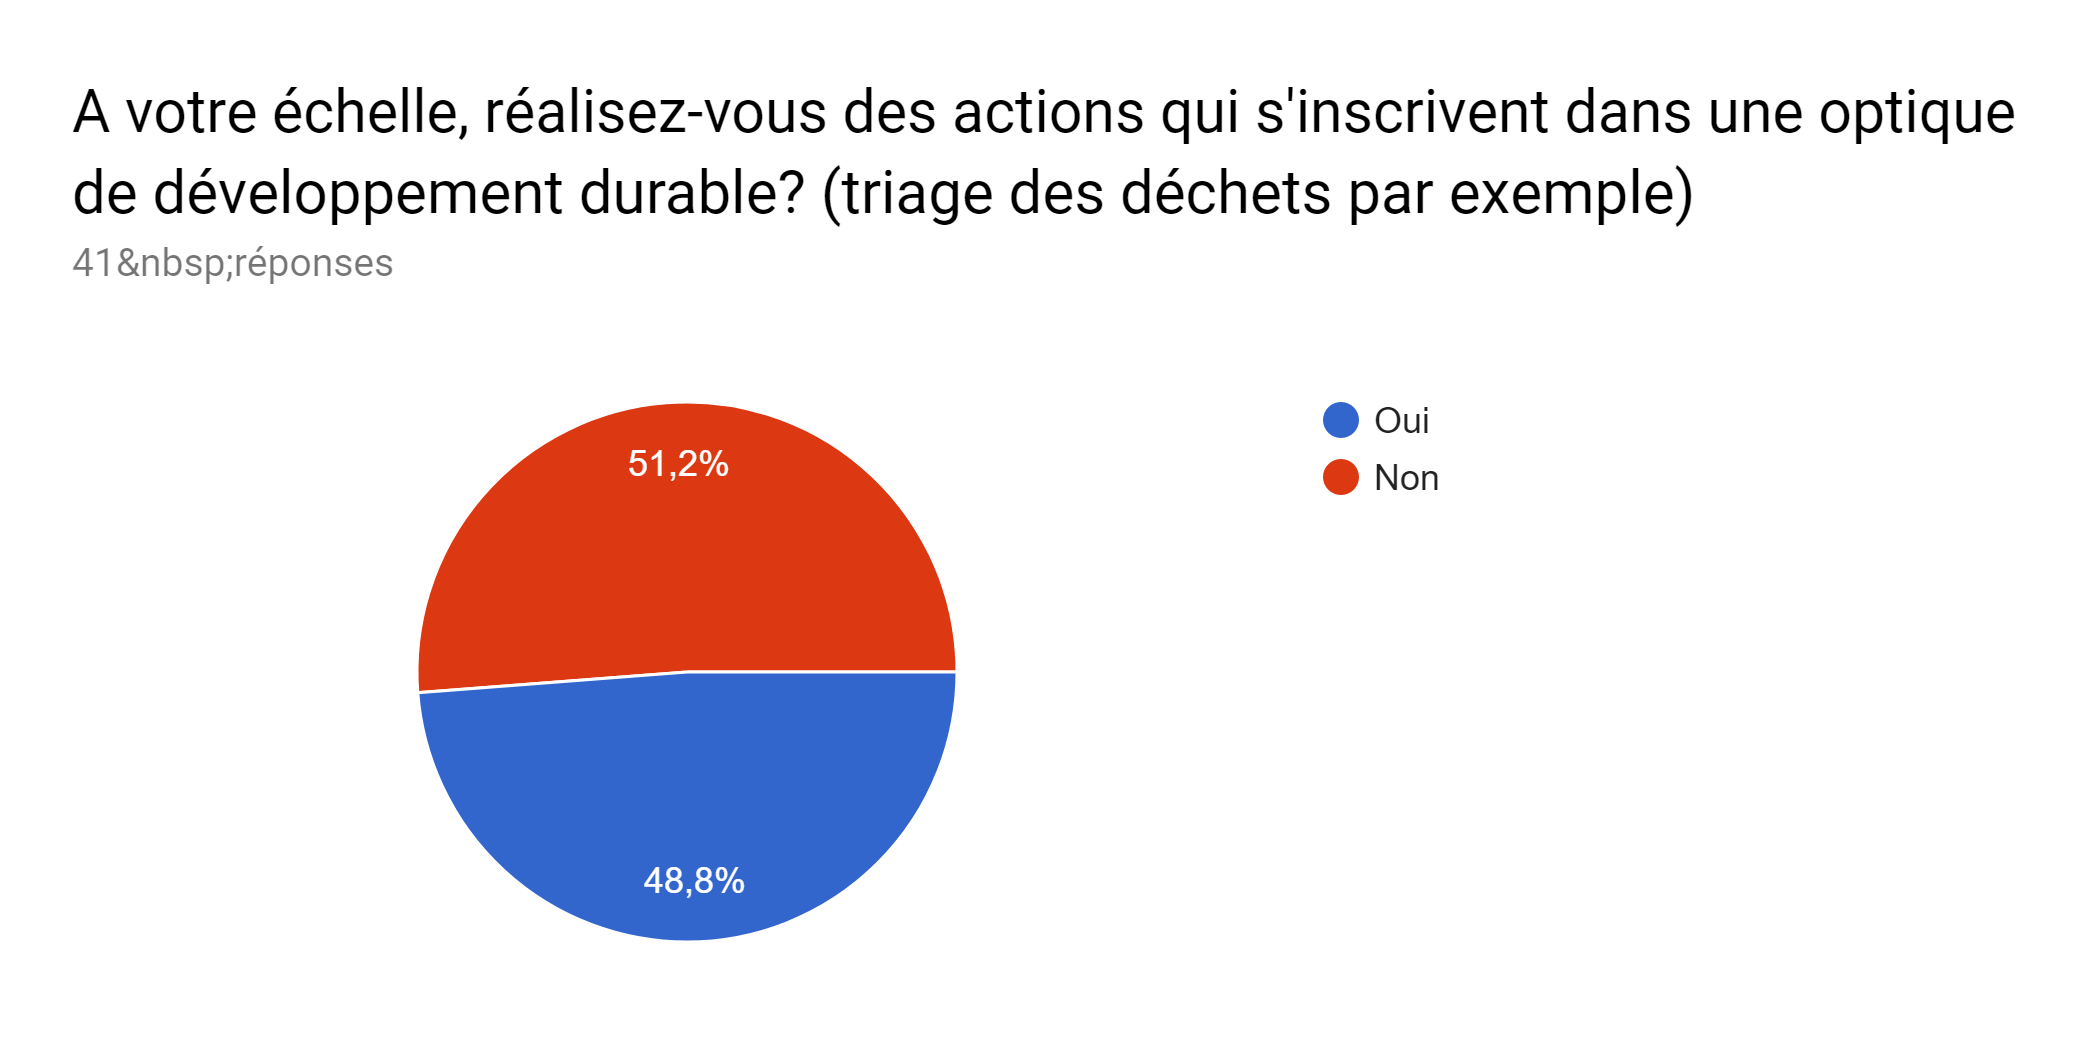 A votre échelle, réalisez-vous des actions qui s'inscrivent dans une optique
de développement durable? (triage des déchets par exemple)
41&nbsp;réponses
Oui
Non
51,2%
48,8%